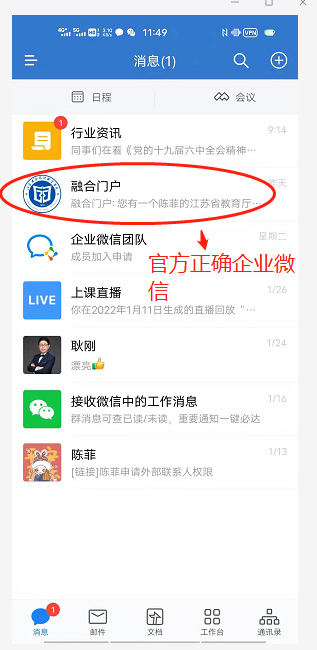 11:49
VPN
消息(1)
日程
会议
1
行业资讯
9:14
同事们在看《党的十九届六中全会精神…
融合门户
昨天
融合门户: 您有一个陈菲的江苏省教育厅…
企业微信团队
星期二
成员加入申请
官方正确企业微
信
LIVE
上课直播
1/26
你在2022年1月11日生成的直播回放“…
耿刚
1/24
漂亮👍
接收微信中的工作消息
1/16
群消息可查已读/未读，重要通知一键必达
陈菲
1/13
[链接]陈菲申请外部联系人权限
1
消息
邮件
文档
工作台
通讯录